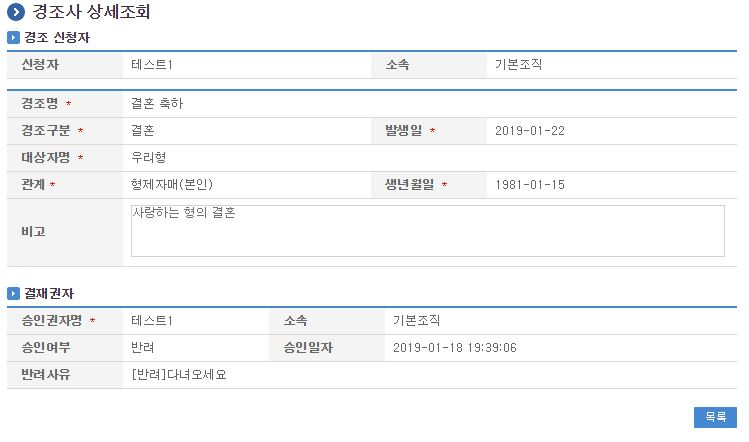 경조사 상세조회
경조 신청자
신청자 테스트1 소속 기본조직
경조명 * 결혼 축하
경조구분 * 결혼 발생일 * 2019-01-22
대상자명 * 우리형
관계 * 형제자매(본인) 생년월일 * 1981-01-15
비고 사랑하는 형의 결혼
결재권자
승인권자명 * 테스트1 소속 기본조직
승인여부 반려 승인일자 2019-01-18 19:39:06
반려사유 [반려]다녀오세요
목록